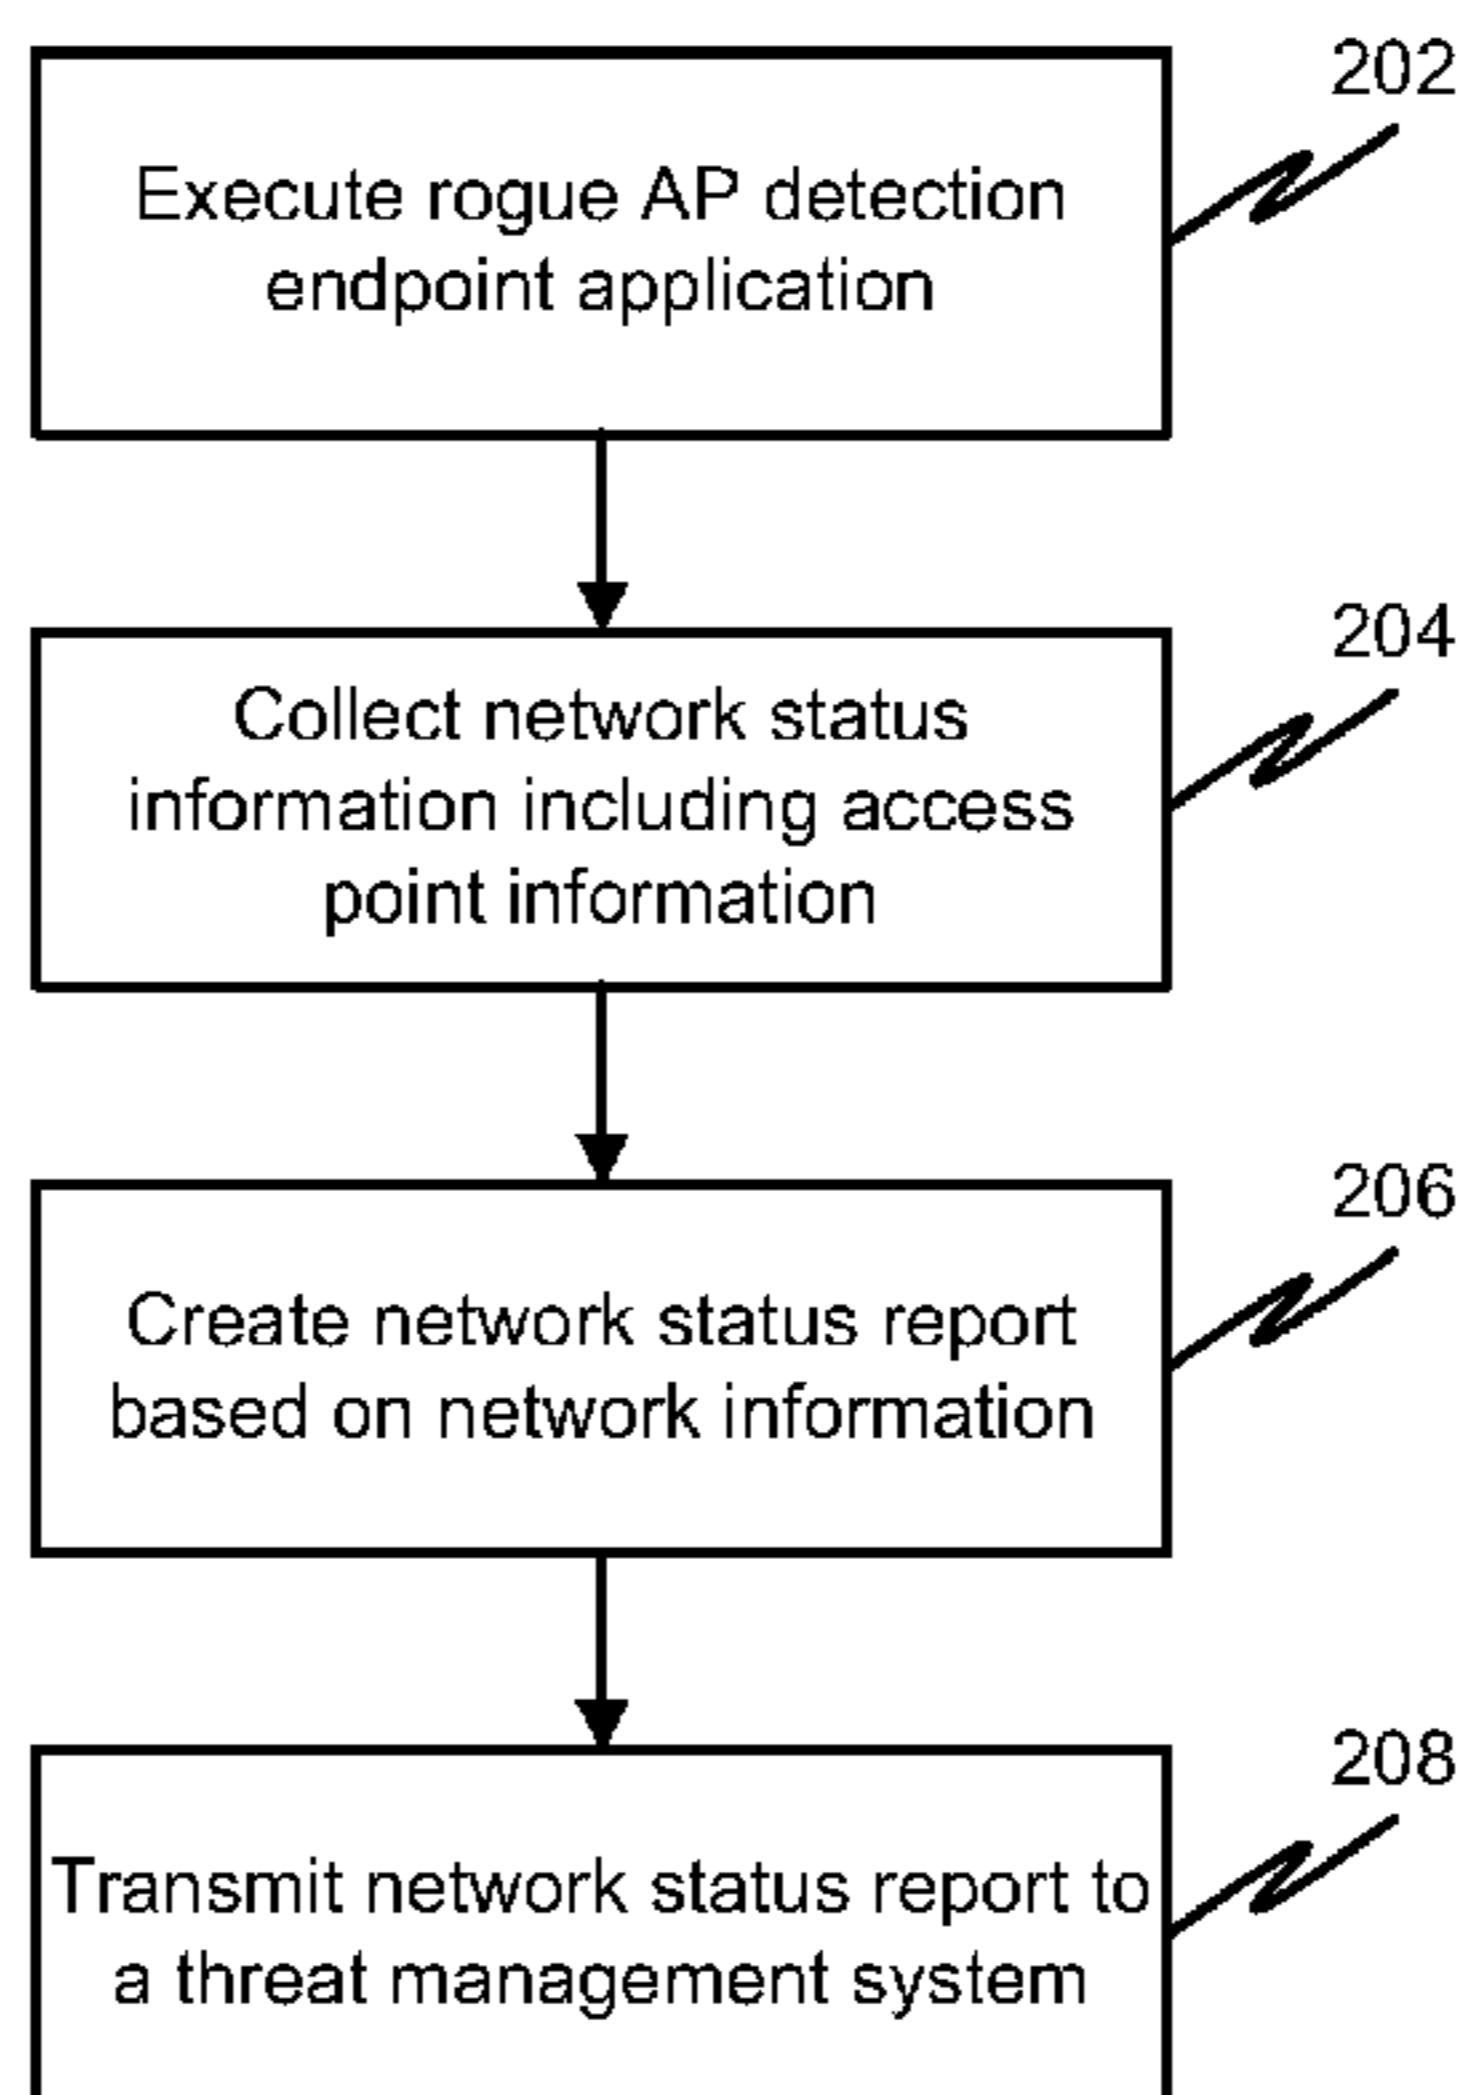 202
Execute rogue AP detection
endpoint application
204
Collect network status
information including access
point information
206
Create network status report
based on network information
208
Transmit network status report to
a threat management system